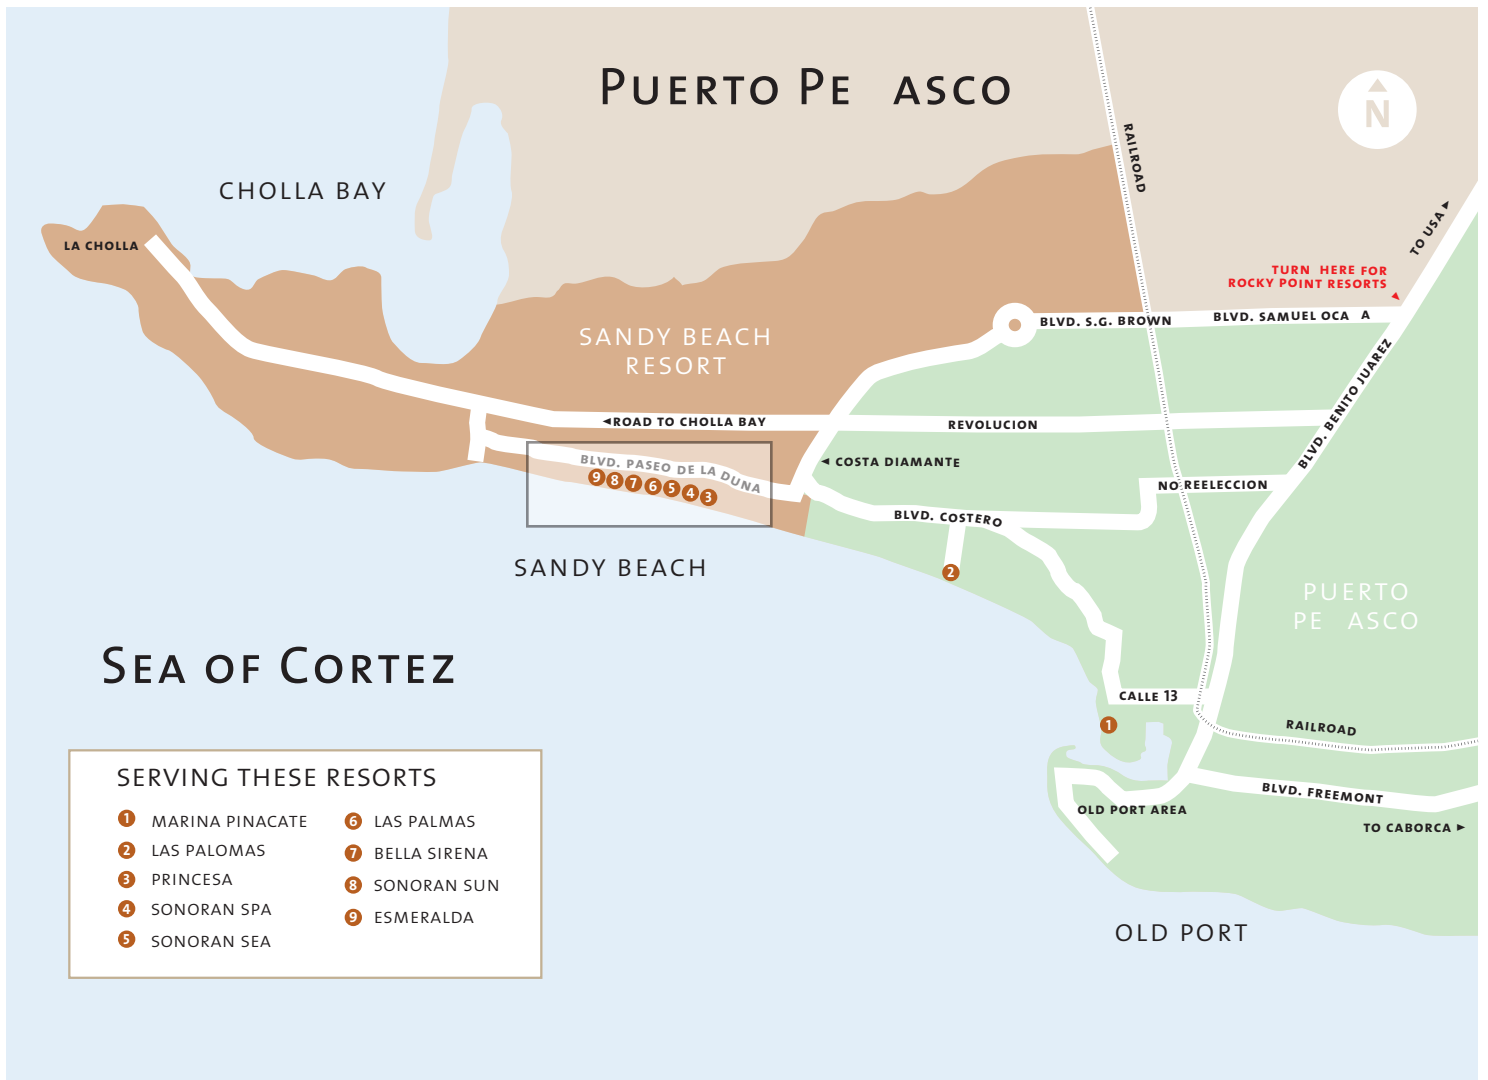 PUERTO PE ASCO
N
RAILROAD
CHOLLA BAY
LA CHOLLA
TO USA
TURN HERE FOR
ROCKY POINT RESORTS
BLVD. S.G. BROWN
BLVD. SAMUEL OCA A
SANDY BEACH
RESORT
BLVD. BENITO JUAREZ
ROAD TO CHOLLA BAY
REVOLUCION
COSTA DIAMANTE
BLVD. PASEO DE LA DUNA
9 8 7 6 5 4 3
NO REELECCION
BLVD. COSTERO
SANDY BEACH
2
PUERTO
PE ASCO
SEA OF CORTEZ
CALLE 13
1
RAILROAD
BLVD. FREEMONT
OLD PORT AREA
TO CABORCA
OLD PORT
SERVING THESE RESORTS
1 MARINA PINACATE
2 LAS PALOMAS
3 PRINCESA
4 SONORAN SPA
5 SONORAN SEA
6 LAS PALMAS
7 BELLA SIRENA
8 SONORAN SUN
9 ESMERALDA